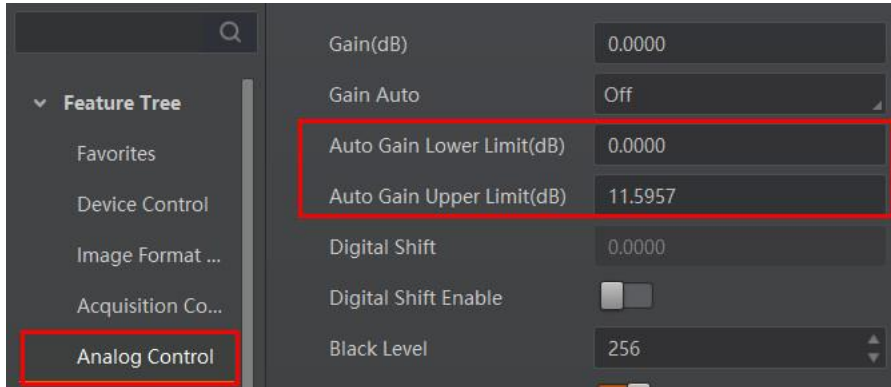 Feature Tree
Favorites
Device Control
Image Format ...
Acquisition Co...
Analog Control
Gain(dB) 0.0000
Gain Auto Off
Auto Gain Lower Limit(dB) 0.0000
Auto Gain Upper Limit(dB) 11.5957
Digital Shift 0.0000
Digital Shift Enable
Black Level 256